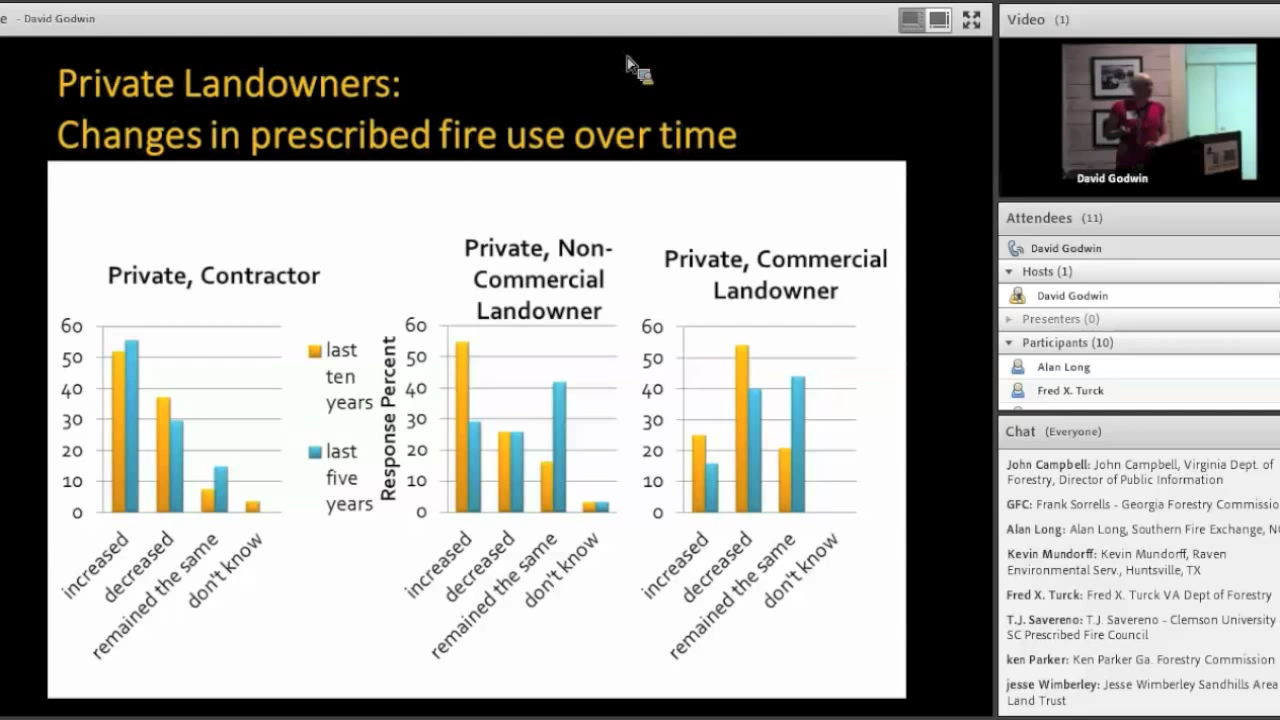 e - David Godwin
Private Landowners:
Changes in prescribed fire use over time
Private, Contractor
60
50
40
30
20
10
0
increased
decreased
remained the same
don't know
last
ten
years
last
five
years
Private, Non-
Commercial
Landowner
Response Percent
60
50
40
30
20
10
0
increased
decreased
remained the same
don't know
Private, Commercial
Landowner
60
50
40
30
20
10
0
increased
decreased
remained the same
don't know
Video (1)
David Godwin
Attendees (11)
David Godwin
Hosts (1)
David Godwin
Presenters (0)
Participants (10)
Alan Long
Fred X. Turck
Chat (Everyone)
John Campbell: John Campbell, Virginia Dept. of
Forestry, Director of Public Information
GFC: Frank Sorrells - Georgia Forestry Commissio
Alan Long: Alan Long, Southern Fire Exchange, NC
Kevin Mundorff: Kevin Mundorff, Raven
Environmental Serv., Huntsville, TX
Fred X. Turck: Fred X. Turck VA Dept of Forestry
T.J. Savereno: T.J. Savereno - Clemson University
SC Prescribed Fire Council
ken Parker: Ken Parker Ga. Forestry Commission
jesse Wimberley: Jesse Wimberley Sandhills Area
Land Trust